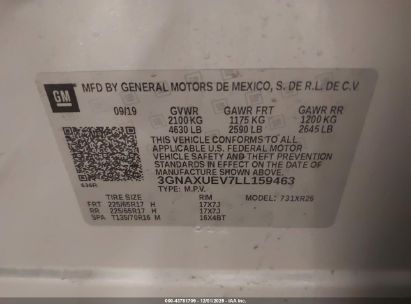 GM
MFD BY GENERAL MOTORS DE MEXICO, S. DE R.L. DE C.V.
09/19 GVWR GAWR FRT GAWR RR
2100 KG 1175 KG 1200 KG
4630 LB 2590 LB 2645 LB
THIS VEHICLE CONFORMS TO ALL
APPLICABLE U.S. FEDERAL MOTOR
VEHICLE SAFETY AND THEFT PREVENTION
STANDARDS IN EFFECT ON THE DATE OF
MANUFACTURE SHOWN ABOVE.
3GNAXUEV7LL159463
TYPE: M.P.V. MODEL: 731XR26
TIRE SIZE RIM
FRT 225/65R17 H 17X7J
RR 225/65R17 H 17X7J
SPA T135/70R16 M 16X4BT